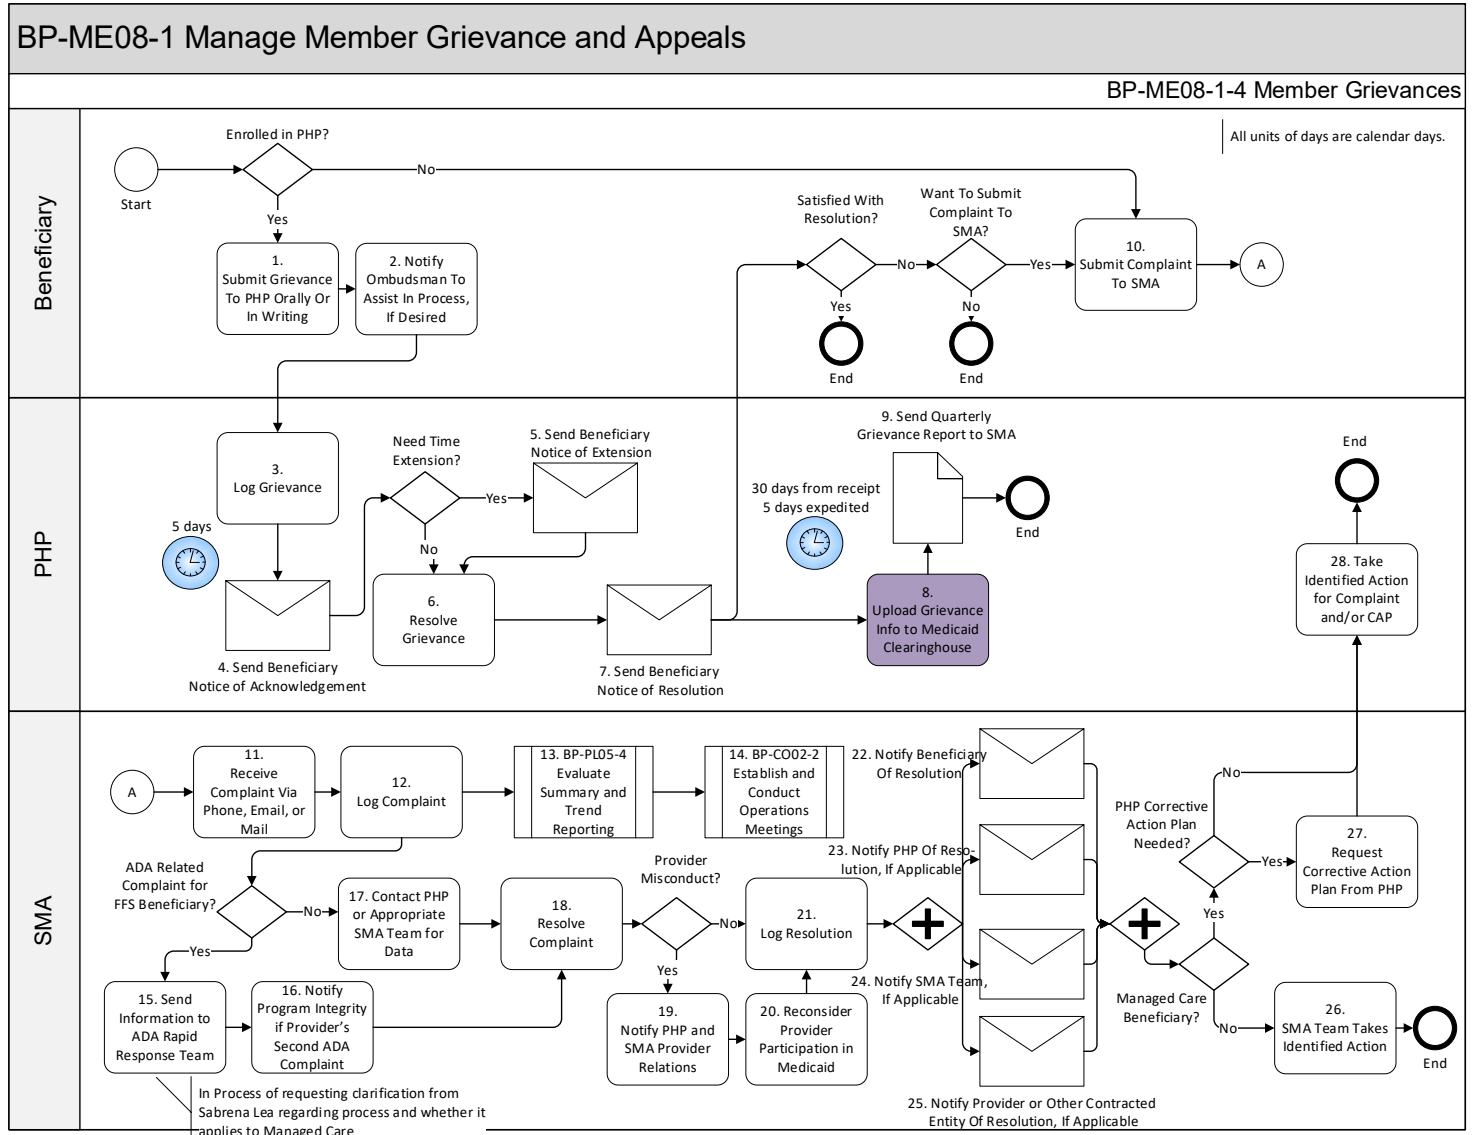 BP-ME08-1 Manage Member Grievance and Appeals
BP-ME08-1-4 Member Grievances
Beneficiary
All units of days are calendar days.
Start
Enrolled in PHP?
No
Yes
1.
Submit Grievance
To PHP Orally Or
In Writing
2. Notify
Ombudsman To
Assist In Process,
If Desired
Satisfied With
Resolution?
Yes
End
No
Want To Submit
Complaint To
SMA?
No
End
Yes
10.
Submit Complaint
To SMA
A
PHP
3.
Log Grievance
5 days
4. Send Beneficiary
Notice of Acknowledgement
Need Time
Extension?
Yes
No
5. Send Beneficiary
Notice of Extension
6.
Resolve
Grievance
7. Send Beneficiary
Notice of Resolution
30 days from receipt
5 days expedited
8.
Upload Grievance
Info to Medicaid
Clearinghouse
9. Send Quarterly
Grievance Report to SMA
End
End
28. Take
Identified Action
for Complaint
and/or CAP
SMA
A
11.
Receive
Complaint Via
Phone, Email, or
Mail
12.
Log Complaint
13. BP-PL05-4
Evaluate
Summary and
Trend
Reporting
14. BP-CO02-2
Establish and
Conduct
Operations
Meetings
ADA Related
Complaint for
FFS Beneficiary?
No
Yes
15. Send
Information to
ADA Rapid
Response Team
16. Notify
Program Integrity
if Provider's
Second ADA
Complaint
In Process of requesting clarification from
Sabrena Lea regarding process and whether it
applies to Managed Care
17. Contact PHP
or Appropriate
SMA Team for
Data
18.
Resolve
Complaint
Provider
Misconduct?
No
Yes
19.
Notify PHP and
SMA Provider
Relations
20. Reconsider
Provider
Participation in
Medicaid
21.
Log Resolution
22. Notify Beneficiary
Of Resolution
23. Notify PHP Of Reso-
lution, If Applicable
24. Notify SMA Team,
If Applicable
25. Notify Provider or Other Contracted
Entity Of Resolution, If Applicable
Managed Care
Beneficiary?
Yes
No
26.
SMA Team Takes
Identified Action
End
PHP Corrective
Action Plan
Needed?
No
Yes
27.
Request
Corrective Action
Plan From PHP